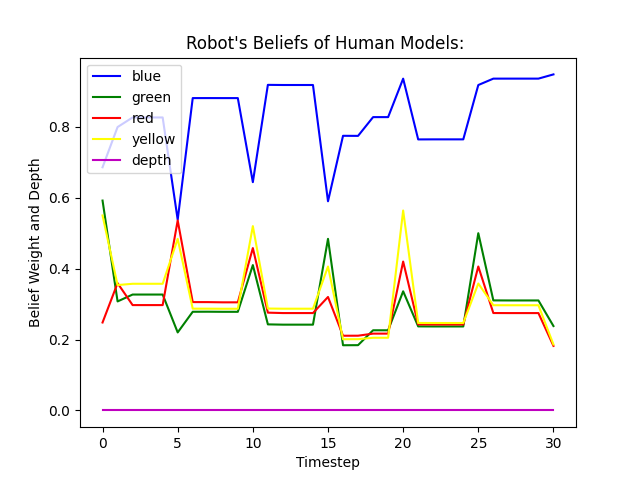 Robot's Beliefs of Human Models:
blue
green
red
yellow
depth
Belief Weight and Depth
0.8
0.6
0.4
0.2
0.0
0 5 10 15 20 25 30
Timestep